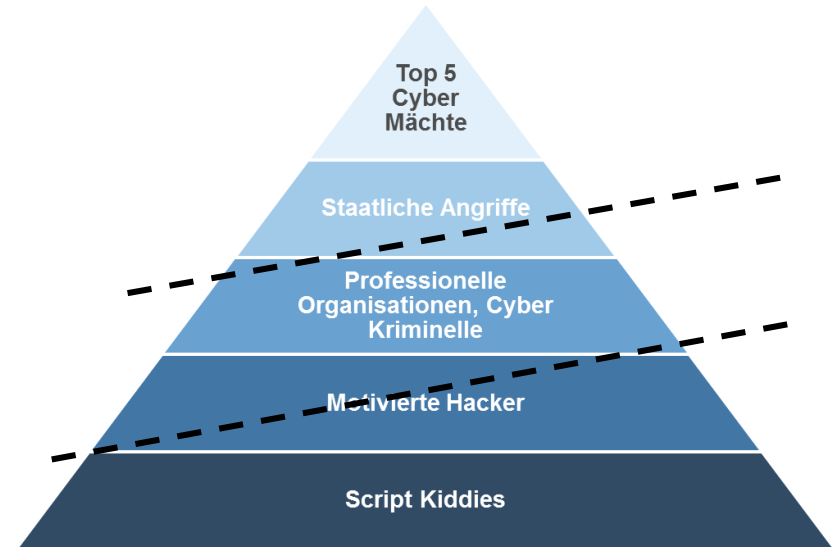 Top 5
Cyber
Mächte
Staatliche Angriffe
Professionelle
Organisationen, Cyber
Kriminelle
Motivierte Hacker
Script Kiddies